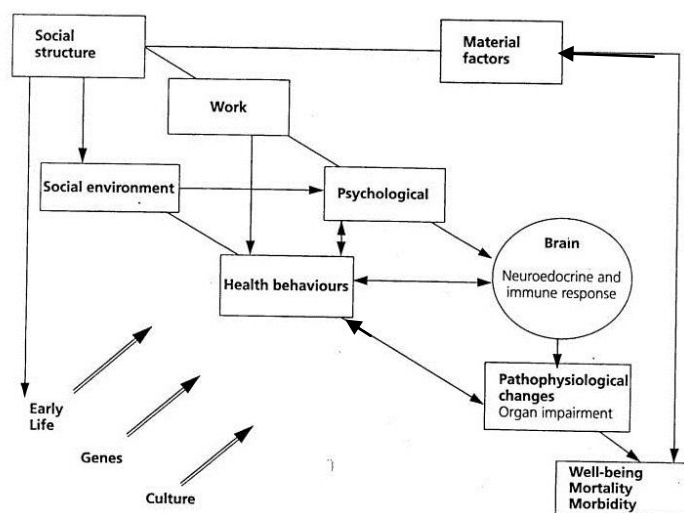 Social
structure
Material
factors
Work
Social environment
Psychological
Brain
Neuroedocrine and
immune response
Health behaviours
Pathophysiological
changes
Organ impairment
Early
Life
Genes
Culture
Well-being
Mortality
Morbidity